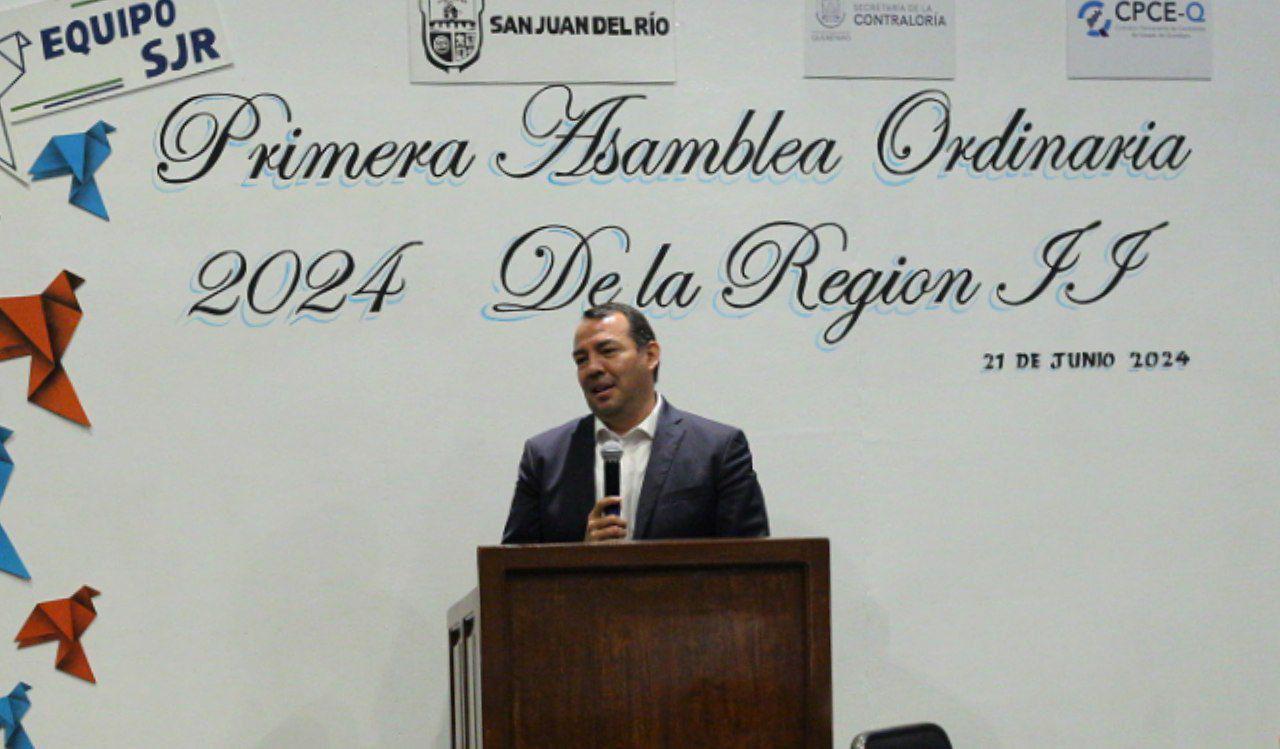 EQUIPO
SJR
SAN JUAN DEL RÍO
SECRETARÍA DE LA
CONTRALORÍA
QUERÉTARO
CPCE-Q
Primera Asamblea Ordinaria
2024 De la Region II
21 DE JUNIO 2024